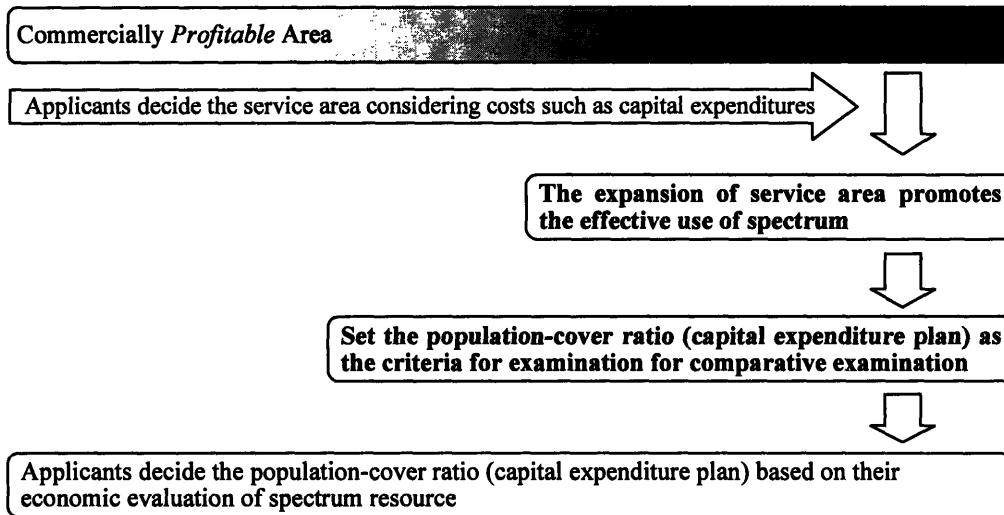 Commercially Profitable Area
Applicants decide the service area considering costs such as capital expenditures
The expansion of service area promotes
the effective use of spectrum
Set the population-cover ratio (capital expenditure plan) as
the criteria for examination for comparative examination
Applicants decide the population-cover ratio (capital expenditure plan) based on their
economic evaluation of spectrum resource